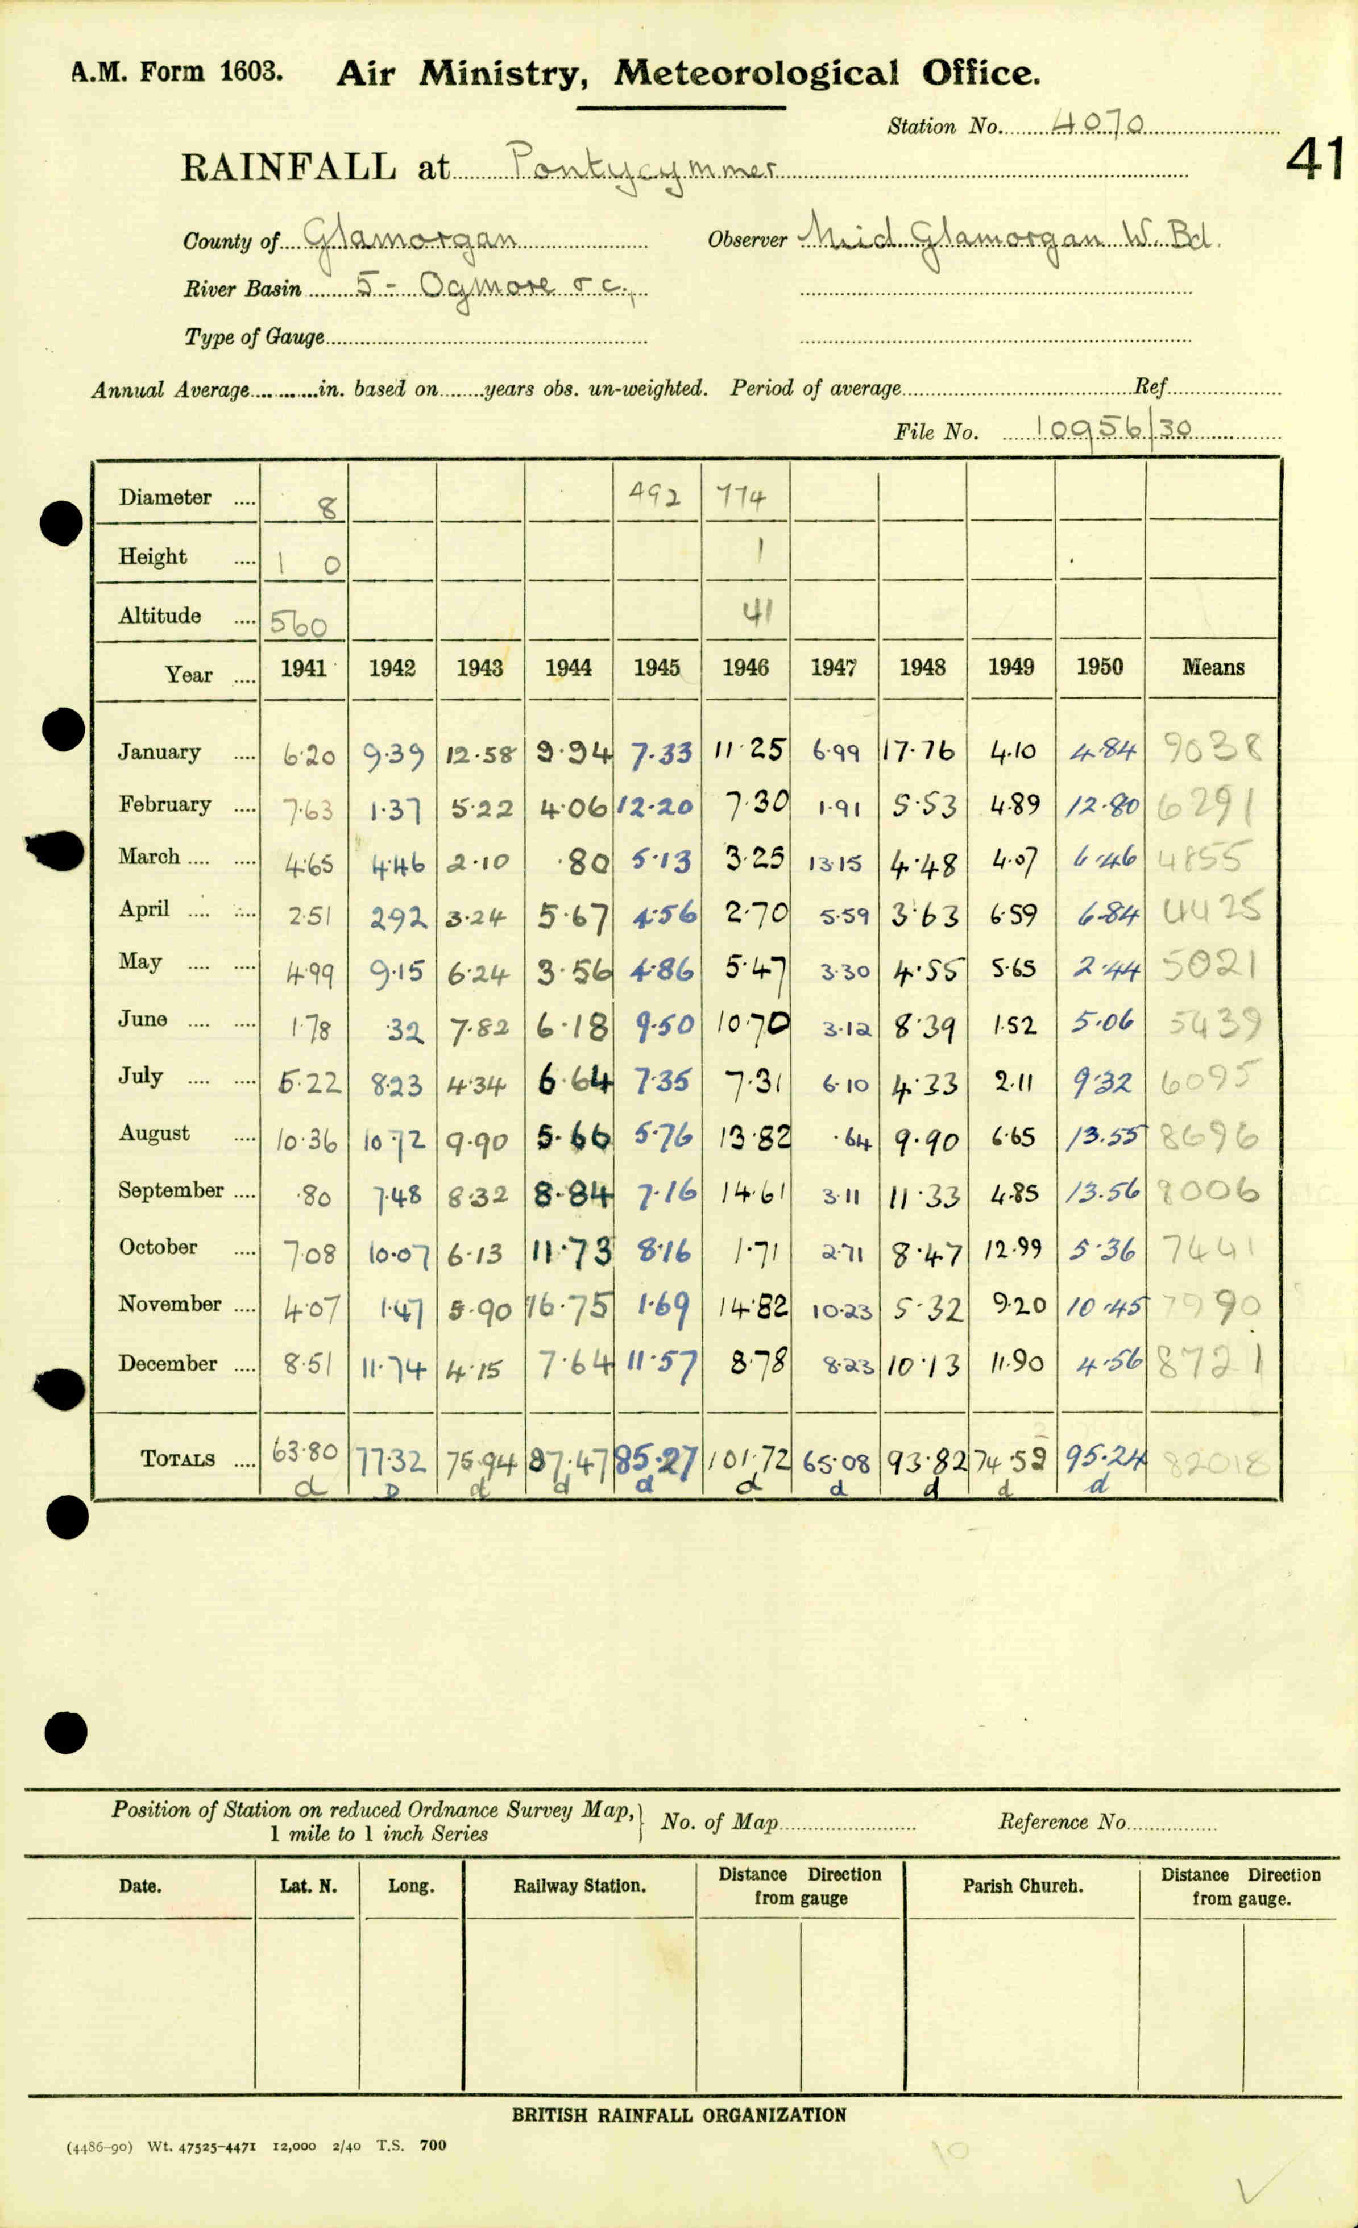 A.M. Form 1603. Air Ministry, Meteorological Office.
Station No. 4070
41
RAINFALL at Pontycymmer
County of Glamorgan Observer Mid Glamorgan W. Bd.
River Basin 5 - Ogmore &c.,
Type of Gauge
Annual Average in. based on years obs. un-weighted. Period of average Ref.
File No. 10956/30
Diameter .... 8 492 774
Height .... 1 0 1
Altitude .... 560 41
Year .... 1941 1942 1943 1944 1945 1946 1947 1948 1949 1950 Means
January .... 6·20 9·39 12·58 9·94 7·33 11·25 6·99 17·76 4·10 4·84 9038
February .... 7·63 1·37 5·22 4·06 12·20 7·30 1·91 5·53 4·89 12·80 6291
March .... .... 4·65 4·46 2·10 ·80 5·13 3·25 13·15 4·48 4·07 6·46 4855
April .... .... 2·51 292 3·24 5·67 4·56 2·70 5·59 3·63 6·59 6·84 4425
May .... .... 4·99 9·15 6·24 3·56 4·86 5·47 3·30 4·55 5·65 2·44 5021
June .... .... 1·78 ·32 7·82 6·18 9·50 10·70 3·12 8·39 1·52 5·06 5439
July .... .... 5·22 8·23 4·34 6·64 7·35 7·31 6·10 4·33 2·11 9·32 6095
August .... 10·36 10·72 9·90 5·66 5·76 13·82 ·64 9·90 6·65 13·55 8696
September .... ·80 7·48 8·32 8·84 7·16 14·61 3·11 11·33 4·85 13·56 8006
October .... 7·08 10·07 6·13 11·73 8·16 1·71 2·71 8·47 12·99 5·36 7441
November .... 4·07 1·47 5·90 16·75 1·69 14·82 10·23 5·32 9·20 10·45 7990
December .... 8·51 11·74 4·15 7·64 11·57 8·78 8·23 10·13 11·90 4·56 8721
TOTALS .... 63·80 77·32 75·94 87·47 85·27 101·72 65·08 93·82 74·52 95·24 82018
d D d d d d d d d d
Position of Station on reduced Ordnance Survey Map, No. of Map Reference No.
1 mile to 1 inch Series
Date. Lat. N. Long. Railway Station. Distance Direction from gauge Parish Church. Distance Direction from gauge.
BRITISH RAINFALL ORGANIZATION
(4486-90) Wt. 47525-4471 12,000 2/40 T.S. 700
10